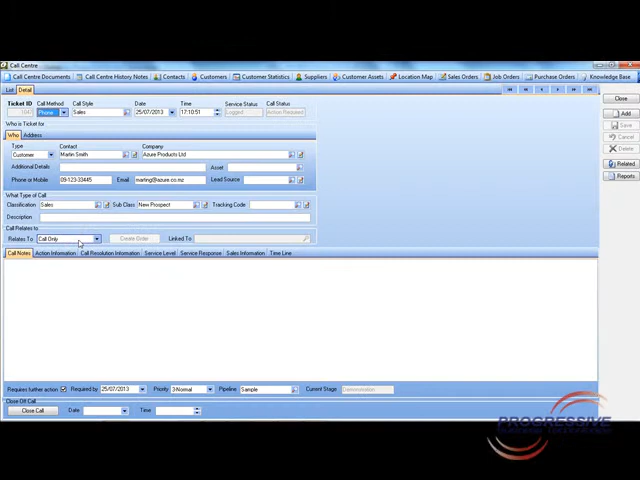 Call Centre
Call Centre Documents Call Centre History Notes Contacts Customers Customer Statistics Suppliers Customer Assets Location Map Sales Orders Job Orders Purchase Orders Knowledge Base
List Detail
Close
Ticket ID Call Method Call Style Date Time Service Status Call Status
Phone Sales 25/07/2013 17:10:51 Logged Action Required
Add
Save
Who is Ticket for
Who Address
Cancel
Type Contact Company
Delete
Customer Martin Smith Azure Products Ltd
Additional Details Asset
Related
Phone or Mobile 09-123-33445 Email marting@azure.co.nz Lead Source
Reports
What Type of Call
Classification Sales Sub Class New Prospect Tracking Code
Description
Call Relates to
Relates To Call Only Create Order Linked To
Call Notes Action Information Call Resolution Information Service Level Service Response Sales Information Time Line
Requires further action Required by 25/07/2013 Priority 3-Normal Pipeline Sample Current Stage Demonstration
Close Off Call
Close Call Date Time
PROGRESSIVE